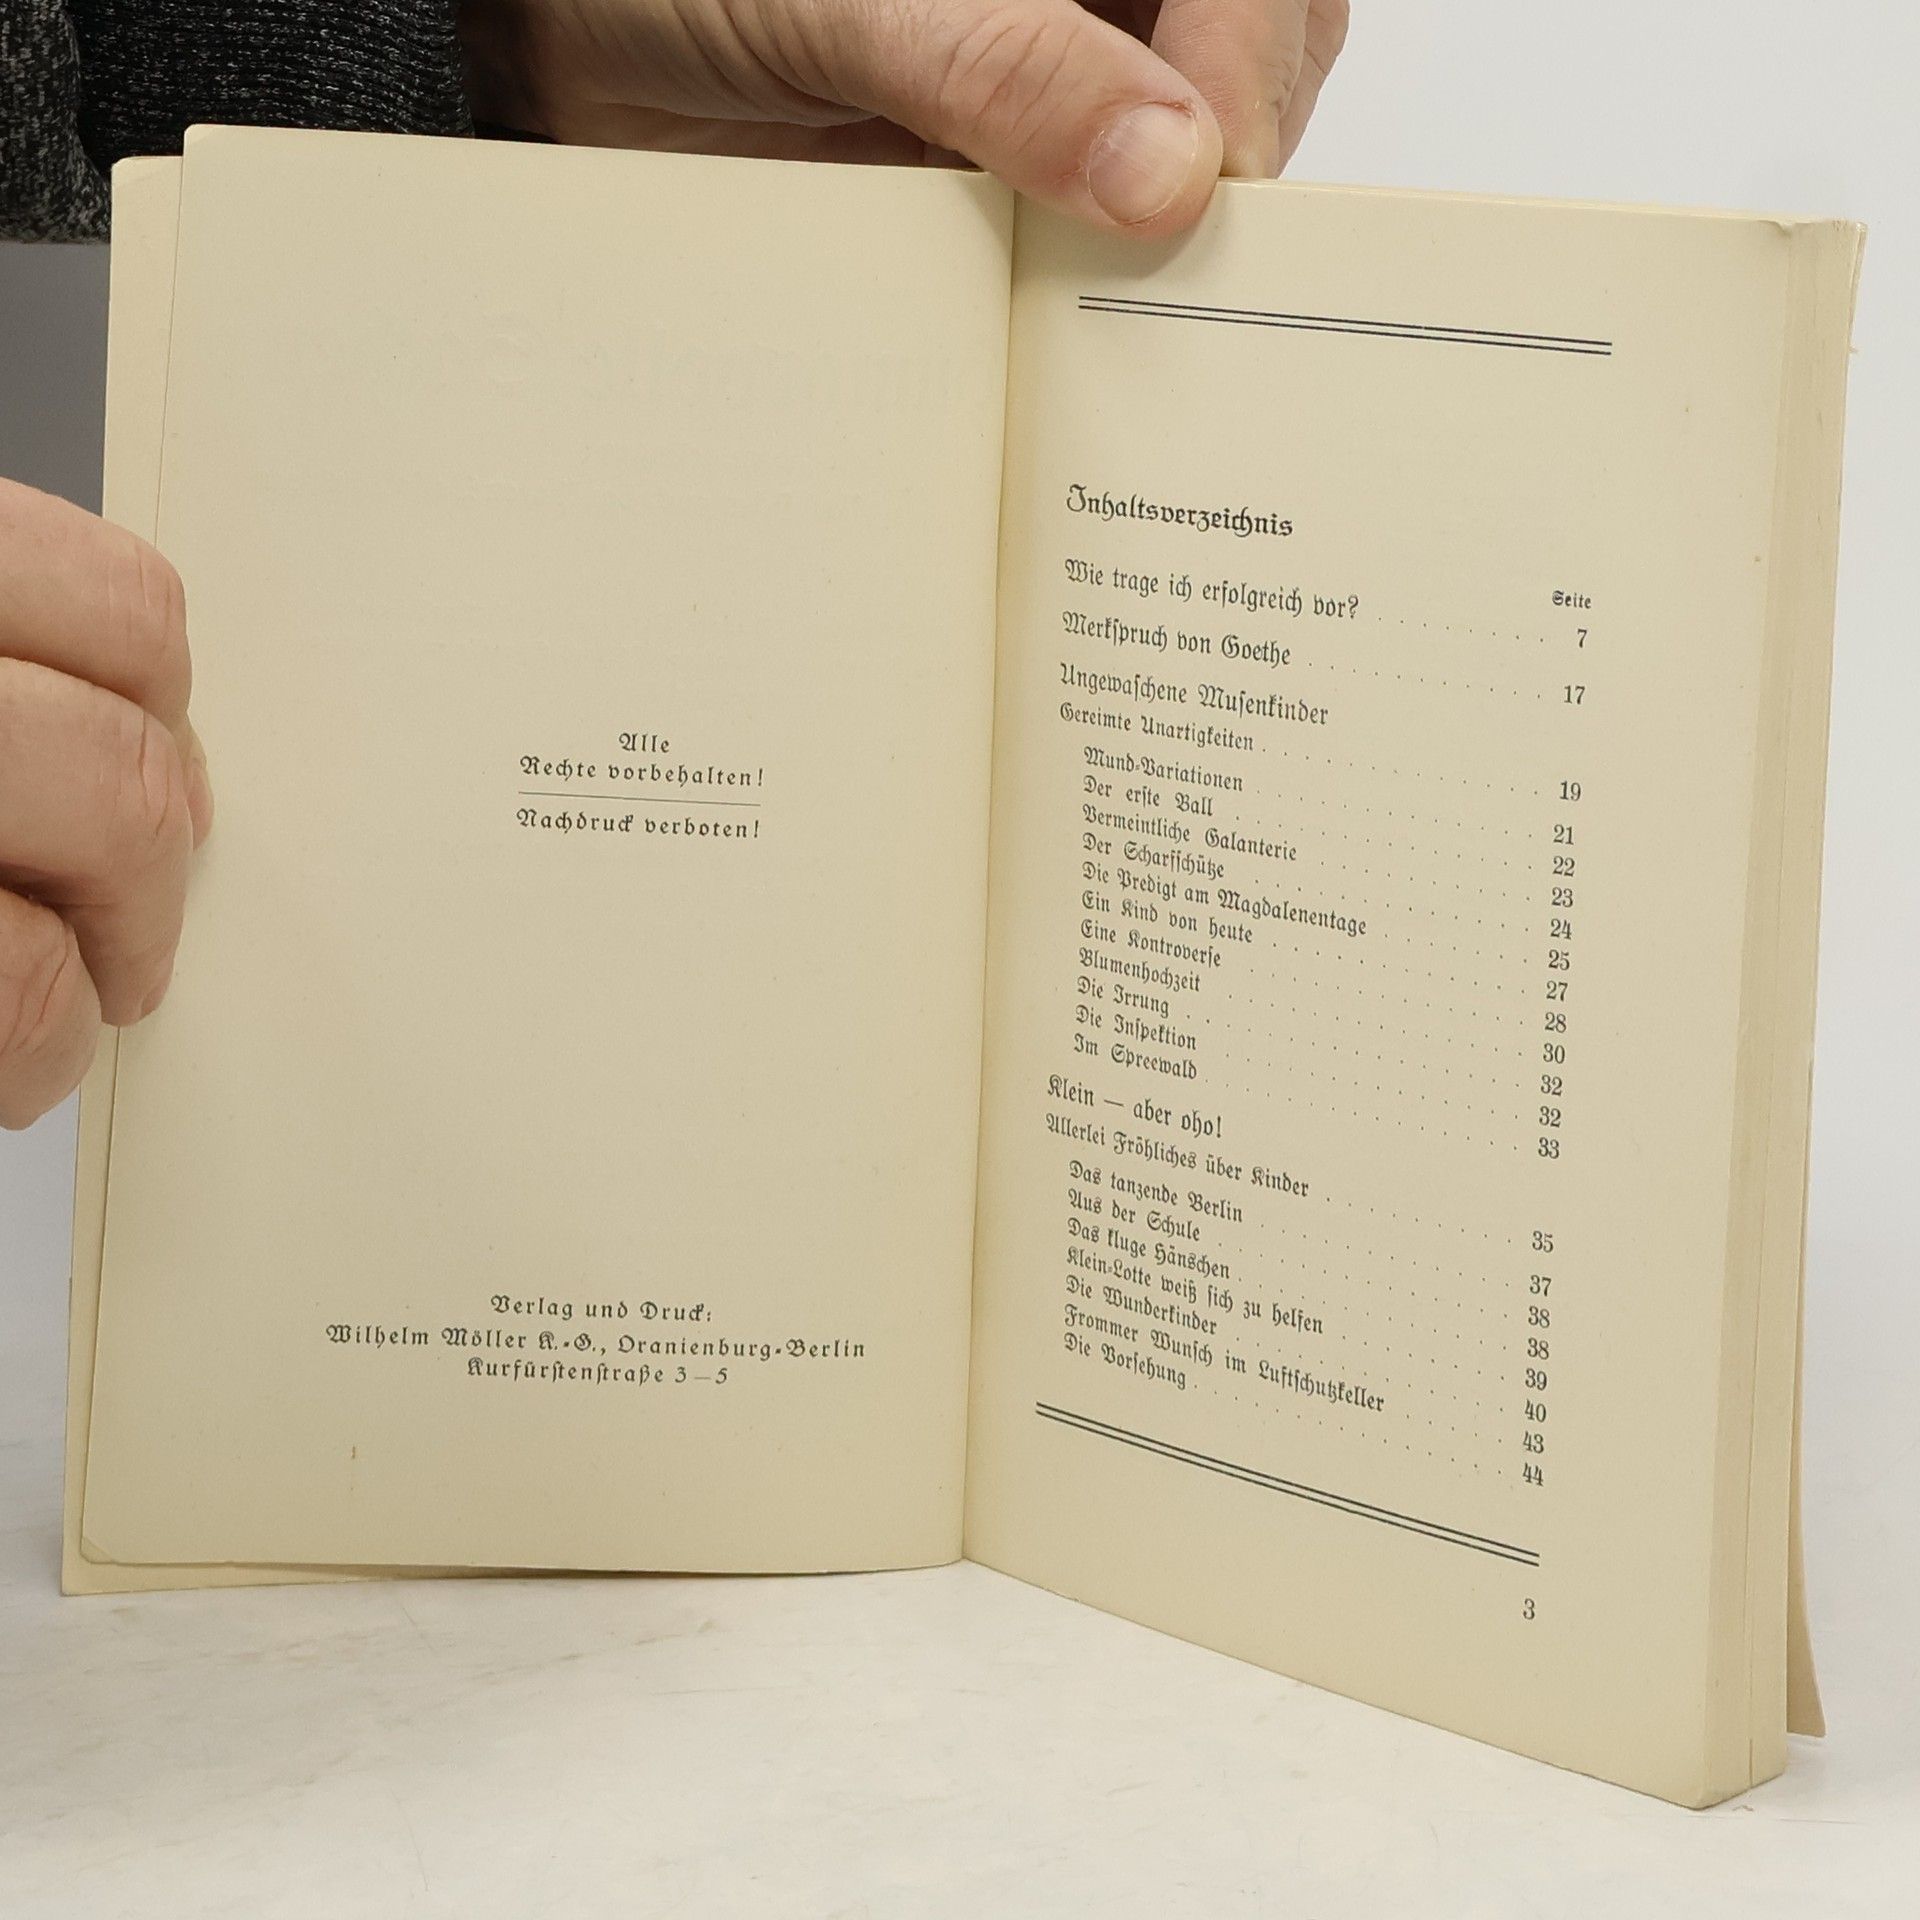 Alle
Rechte vorbehalten!
Nachdruck verboten!
Verlag und Druck:
Wilhelm Möller K.-G., Oranienburg-Berlin
Kurfürstenstraße 3–5
Inhaltsverzeichnis
Seite
Wie trage ich erfolgreich vor? . . . . . . . 7
Merkspruch von Goethe . . . . . . . . . 17
Ungewaschene Musenkinder
Gereimte Unartigkeiten . . . . . . . . . . 19
Mund-Variationen . . . . . . . . . . 21
Der erste Ball . . . . . . . . . . 22
Vermeintliche Galanterie . . . . . . . . 23
Der Scharfschütze . . . . . . . . . . 24
Die Predigt am Magdalenentage . . . . . . 25
Ein Kind von heute . . . . . . . . . 27
Eine Kontroverse . . . . . . . . . . 28
Blumenhochzeit . . . . . . . . . . 30
Die Irrung . . . . . . . . . . . 32
Die Inspektion . . . . . . . . . . 32
Im Spreewald . . . . . . . . . . 33
Klein — aber oho!
Allerlei Fröhliches über Kinder . . . . . . . 35
Das tanzende Berlin . . . . . . . . . 37
Aus der Schule . . . . . . . . . . 38
Das kluge Hänschen . . . . . . . . . 38
Klein-Lotte weiß sich zu helfen . . . . . . 39
Die Wunderkinder . . . . . . . . . 40
Frommer Wunsch im Luftschutzkeller . . . . 43
Die Vorsehung . . . . . . . . . . 44
3